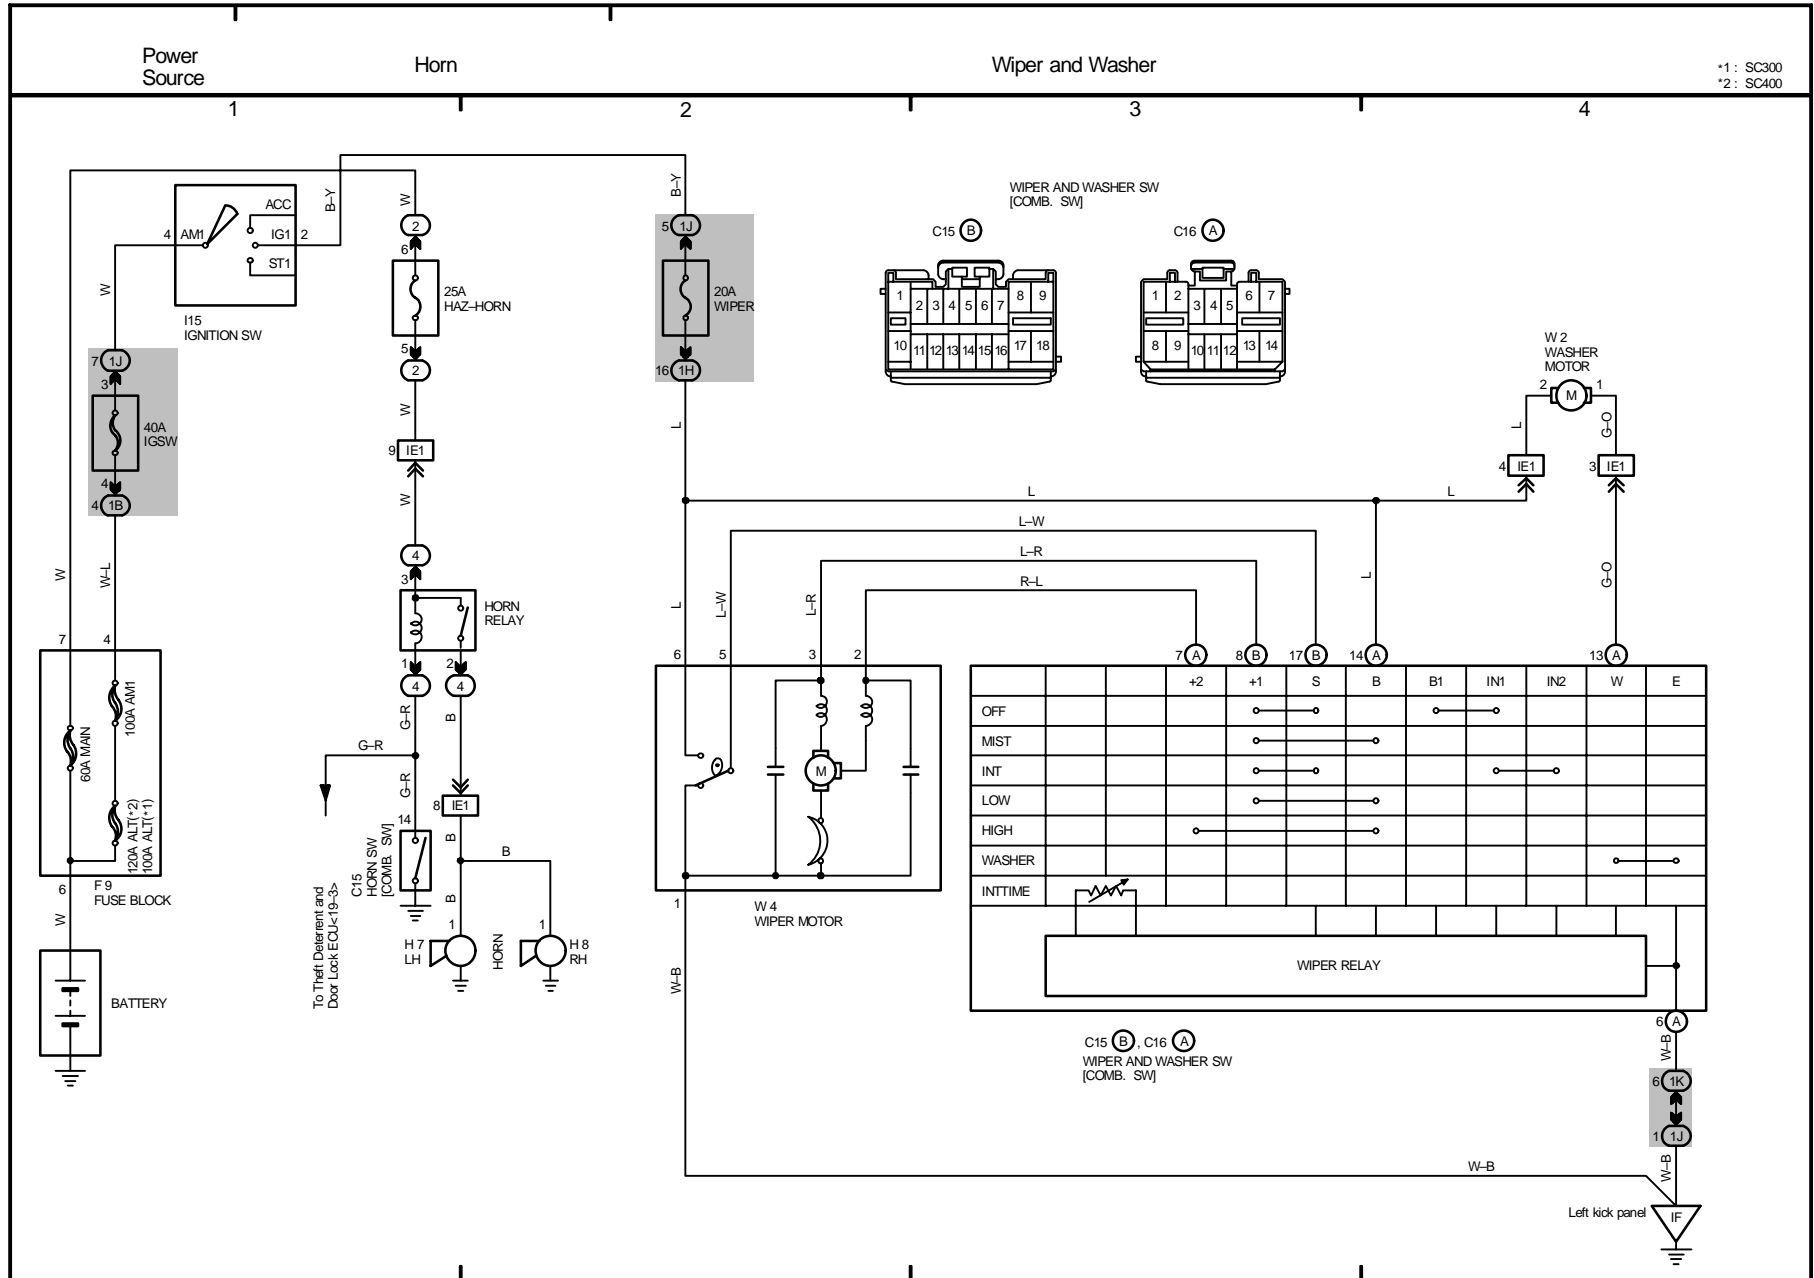 Power
Source
Horn
Wiper and Washer
*1 : SC300
*2 : SC400
1
2
3
4
W
B–Y
B–Y
4
AM1
ACC
IG1
2
ST1
I15
IGNITION SW
W
7
1J
3
40A
IGSW
4
4
1B
W
W–L
7
4
60A MAIN
100A AM1
120A ALT(*2)
100A ALT(*1)
6
F 9
FUSE BLOCK
W
BATTERY
2
6
25A
HAZ–HORN
5
2
W
9
IE1
W
4
3
HORN
RELAY
1
2
4
4
G–R
B
G–R
G–R
8
IE1
To Theft Deterrent and
Door Lock ECU<19–3>
14
C15
HORN SW
[COMB. SW]
B
B
B
1
1
H 7
LH
HORN
H 8
RH
5
1J
20A
WIPER
16
1H
L
WIPER AND WASHER SW
[COMB. SW]
C15
B
C16
A
1
2
3
4
5
6
7
8
9
10
11
12
13
14
15
16
17
18
1
2
3
4
5
6
7
8
9
10
11
12
13
14
W 2
WASHER
MOTOR
2
M
1
L
G–O
4
IE1
3
IE1
L
L
L–W
L–R
R–L
L
L–W
L–R
L
G–O
6
5
3
2
M
1
W 4
WIPER MOTOR
W–B
7
A
8
B
17
B
14
A
13
A
+2
+1
S
B
B1
IN1
IN2
W
E
OFF
MIST
INT
LOW
HIGH
WASHER
INTTIME
WIPER RELAY
C15
B
, C16
A
WIPER AND WASHER SW
[COMB. SW]
6
A
W–B
6
1K
1
1J
W–B
W–B
Left kick panel
IF